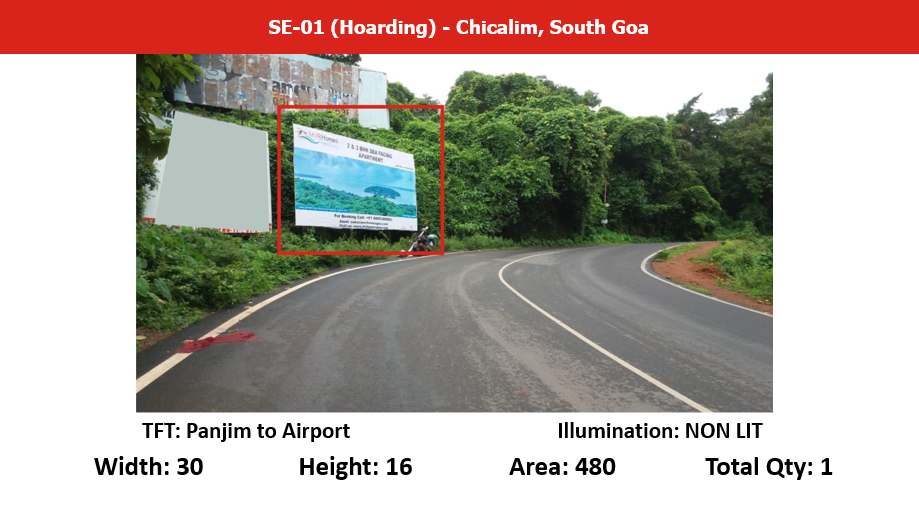 SE-01 (Hoarding) - Chicalim, South Goa
2 & 3 BHK SEA FACING
APARTMENT
For Booking Call: +91
TFT: Panjim to Airport
Illumination: NON LIT
Width: 30
Height: 16
Area: 480
Total Qty: 1